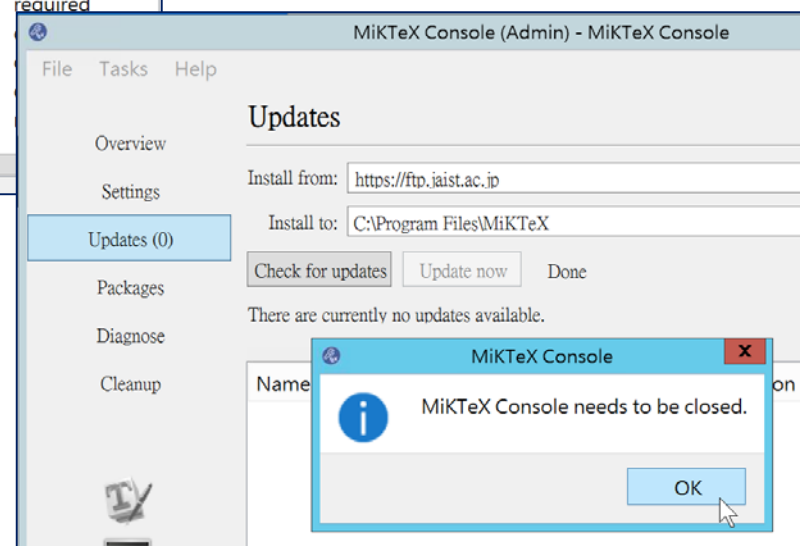 required
MiKTeX Console (Admin) - MiKTeX Console
File Tasks Help
Updates
Overview
Install from: https://ftp.jaist.ac.jp
Settings
Install to: C:\Program Files\MiKTeX
Updates (0)
Check for updates Update now Done
Packages
There are currently no updates available.
Diagnose
MiKTeX Console
Cleanup
Name
on
MiKTeX Console needs to be closed.
OK